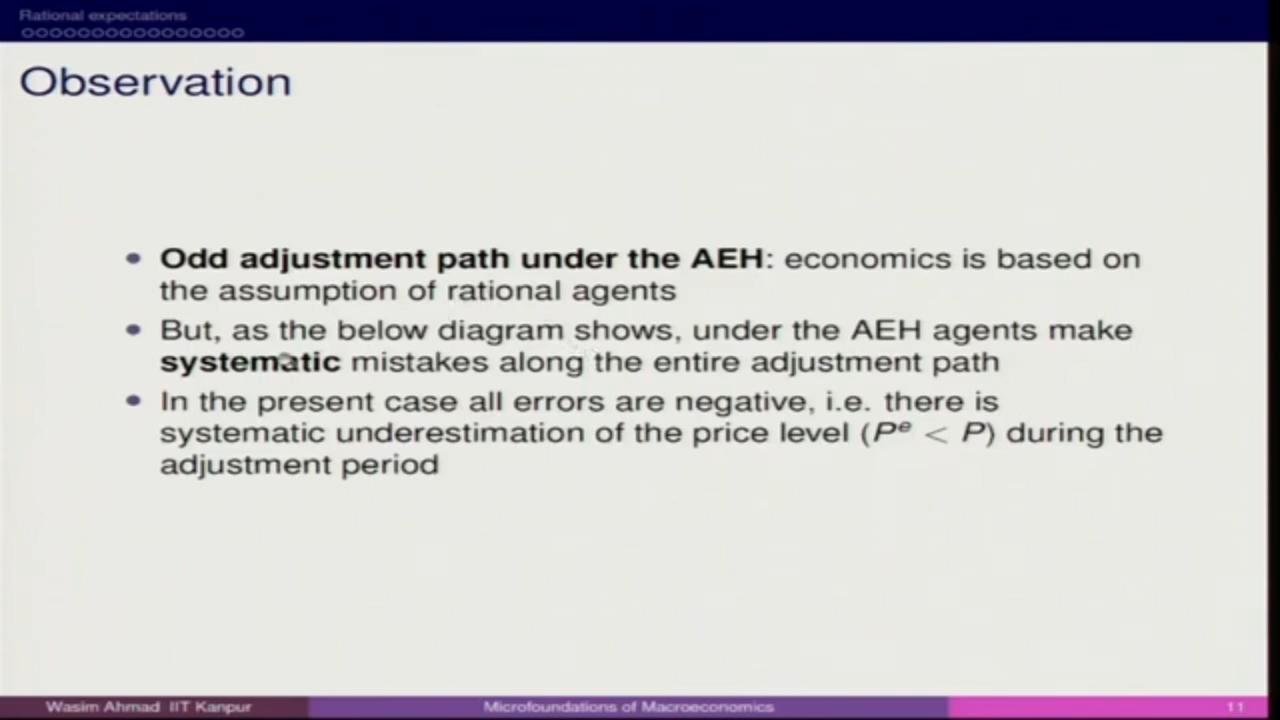 Rational expectations
Observation
• Odd adjustment path under the AEH: economics is based on
the assumption of rational agents
• But, as the below diagram shows, under the AEH agents make
systematic mistakes along the entire adjustment path
• In the present case all errors are negative, i.e. there is
systematic underestimation of the price level (Pᵉ < P) during the
adjustment period
Wasim Ahmad IIT Kanpur
Microfoundations of Macroeconomics
11